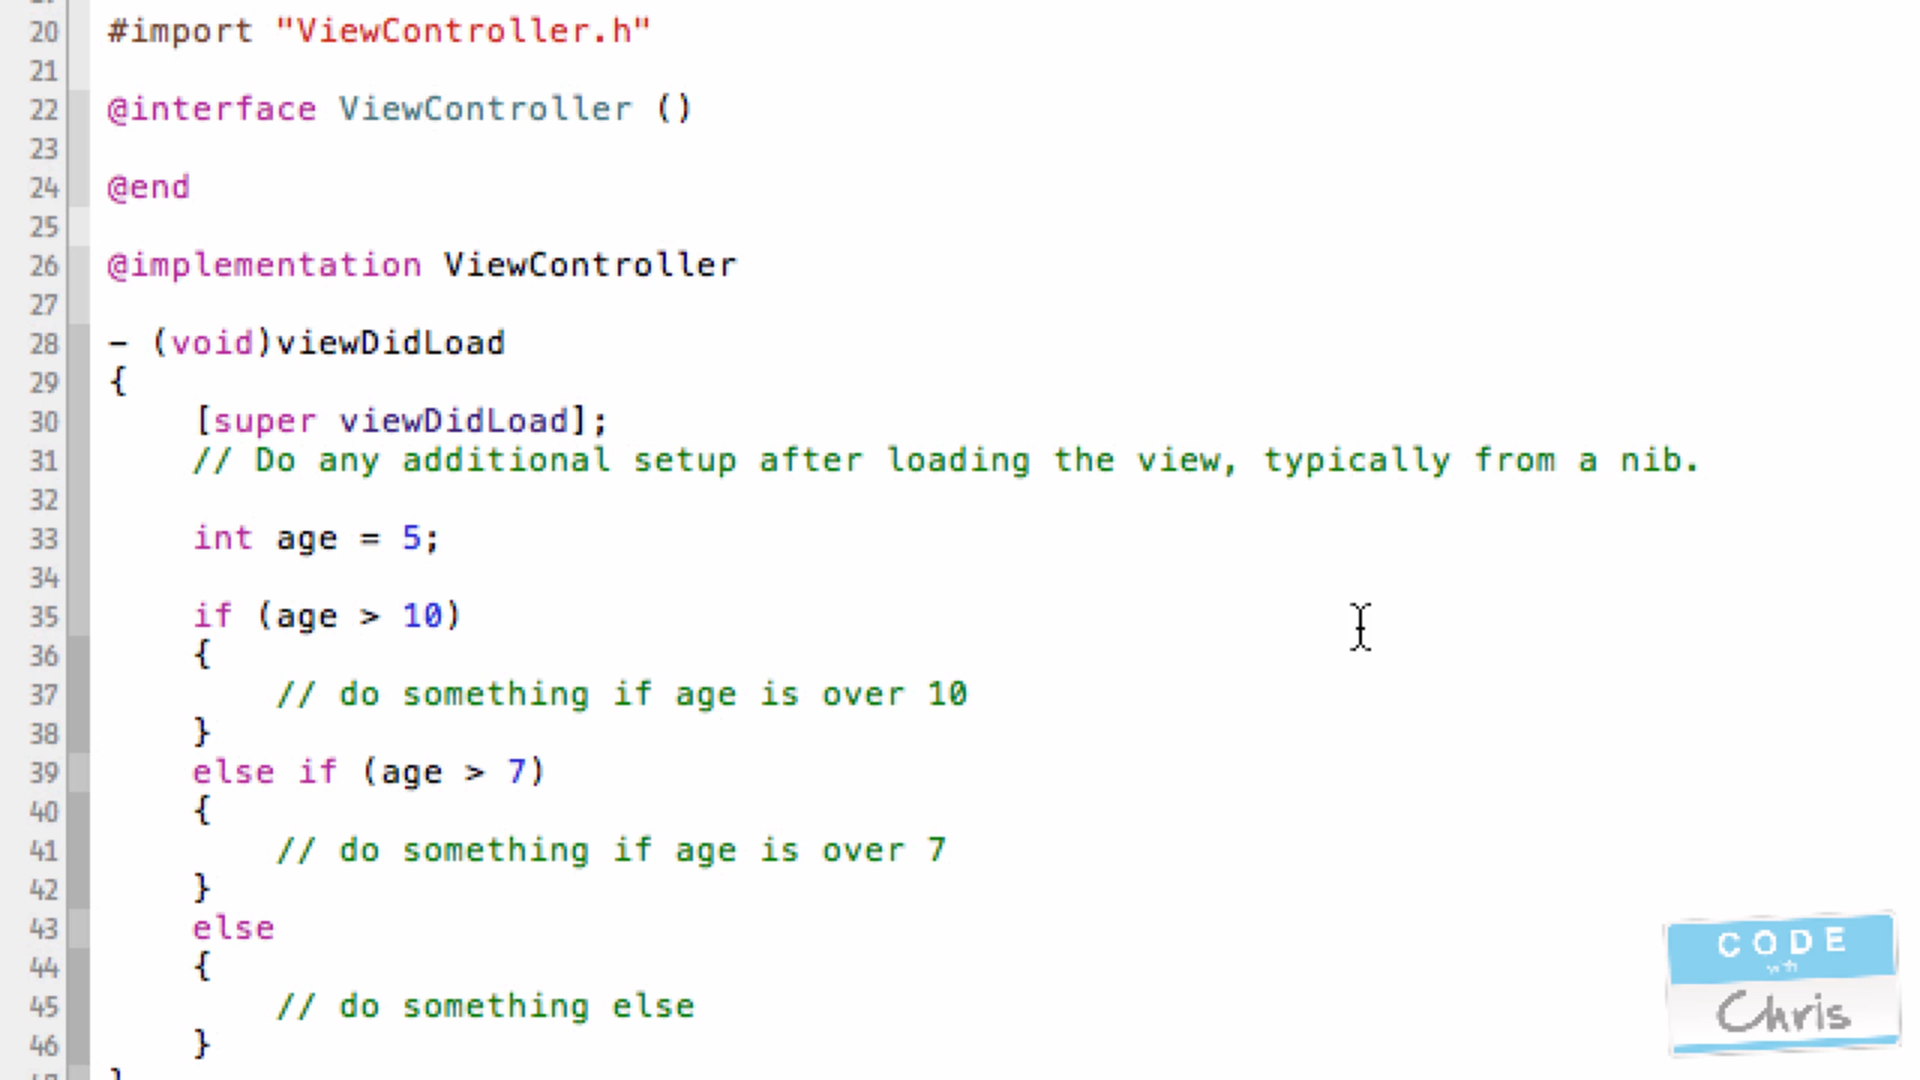 20 #import "ViewController.h"
21
22 @interface ViewController ()
23
24 @end
25
26 @implementation ViewController
27
28 – (void)viewDidLoad
29 {
30 [super viewDidLoad];
31 // Do any additional setup after loading the view, typically from a nib.
32
33 int age = 5;
34
35 if (age > 10)
36 {
37 // do something if age is over 10
38 }
39 else if (age > 7)
40 {
41 // do something if age is over 7
42 }
43 else
44 {
45 // do something else
46 }
CODE
with
Chris